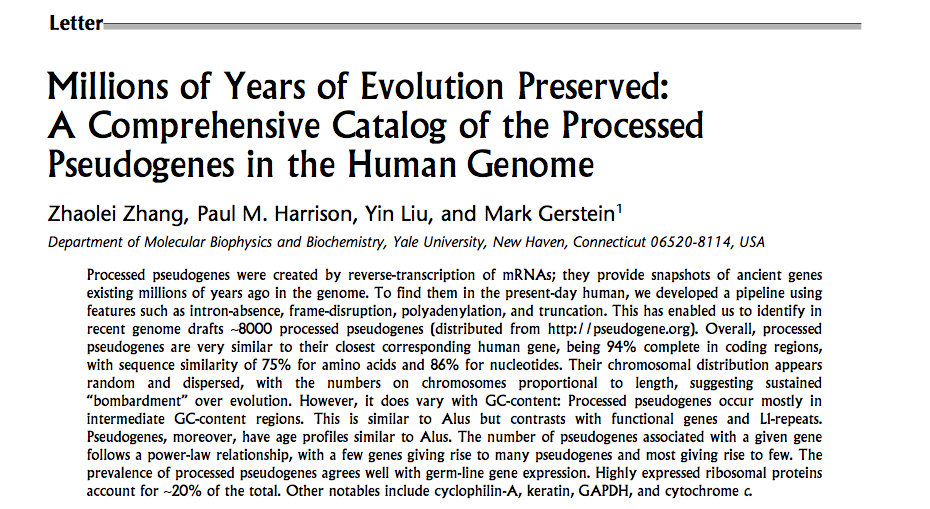 Letter
Millions of Years of Evolution Preserved:
A Comprehensive Catalog of the Processed
Pseudogenes in the Human Genome
Zhaolei Zhang, Paul M. Harrison, Yin Liu, and Mark Gerstein¹
Department of Molecular Biophysics and Biochemistry, Yale University, New Haven, Connecticut 06520-8114, USA
Processed pseudogenes were created by reverse-transcription of mRNAs; they provide snapshots of ancient genes
existing millions of years ago in the genome. To find them in the present-day human, we developed a pipeline using
features such as intron-absence, frame-disruption, polyadenylation, and truncation. This has enabled us to identify in
recent genome drafts ~8000 processed pseudogenes (distributed from http://pseudogene.org). Overall, processed
pseudogenes are very similar to their closest corresponding human gene, being 94% complete in coding regions,
with sequence similarity of 75% for amino acids and 86% for nucleotides. Their chromosomal distribution appears
random and dispersed, with the numbers on chromosomes proportional to length, suggesting sustained
“bombardment” over evolution. However, it does vary with GC-content: Processed pseudogenes occur mostly in
intermediate GC-content regions. This is similar to Alus but contrasts with functional genes and L1-repeats.
Pseudogenes, moreover, have age profiles similar to Alus. The number of pseudogenes associated with a given gene
follows a power-law relationship, with a few genes giving rise to many pseudogenes and most giving rise to few. The
prevalence of processed pseudogenes agrees well with germ-line gene expression. Highly expressed ribosomal proteins
account for ~20% of the total. Other notables include cyclophilin-A, keratin, GAPDH, and cytochrome c.